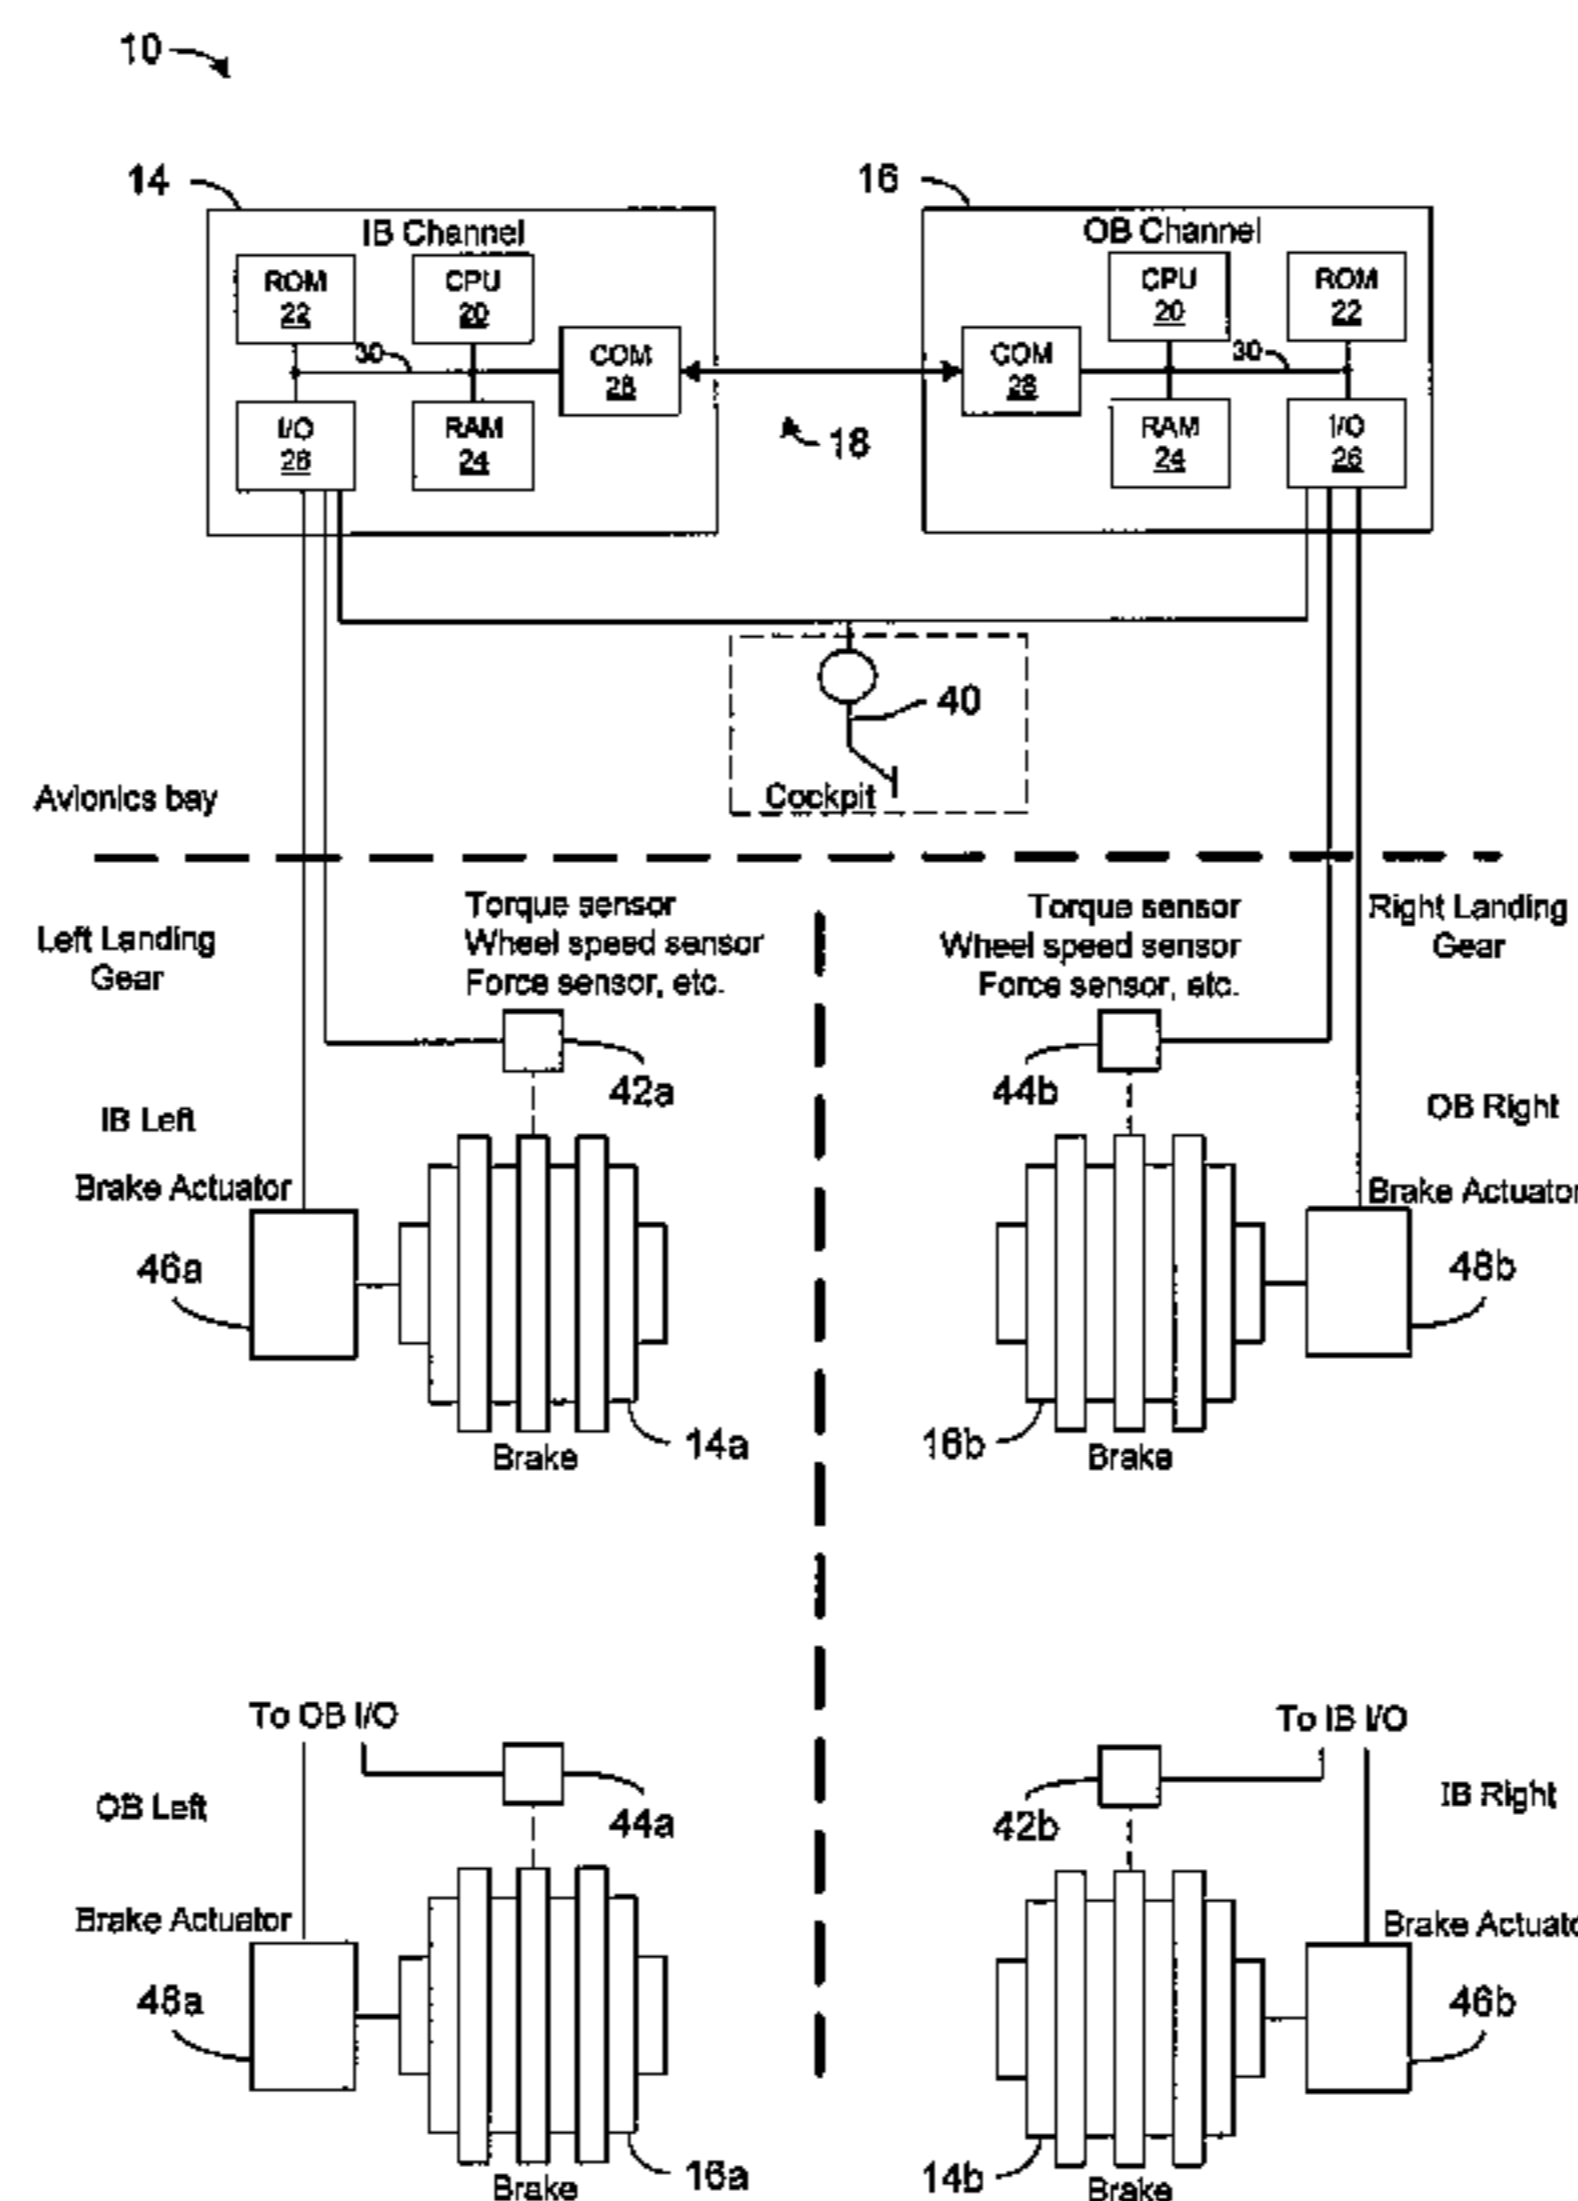 10
14
16
IB Channel
OB Channel
ROM
22
CPU
20
CPU
20
ROM
22
30
COM
28
COM
28
30
I/O
26
RAM
24
18
RAM
24
I/O
26
40
Cockpit
Avionics bay
Left Landing
Gear
Torque sensor
Wheel speed sensor
Force sensor, etc.
Torque sensor
Wheel speed sensor
Force sensor, etc.
Right Landing
Gear
42a
44b
IB Left
OB Right
Brake Actuator
Brake Actuator
46a
48b
14a
16b
Brake
Brake
To OB I/O
To IB I/O
OB Left
44a
42b
IB Right
Brake Actuator
Brake Actuato
48a
46b
16a
14b
Brake
Brake